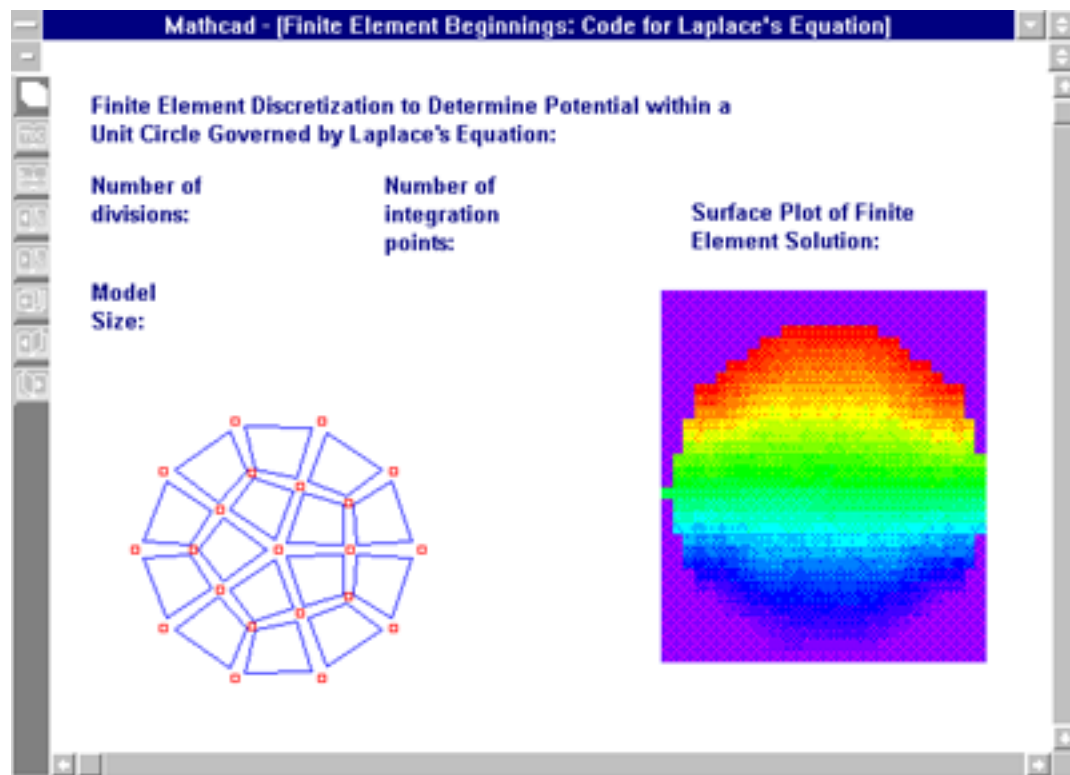 Mathcad - [Finite Element Beginnings: Code for Laplace's Equation]
Finite Element Discretization to Determine Potential within a
Unit Circle Governed by Laplace's Equation:
Number of
divisions:
Number of
integration
points:
Surface Plot of Finite
Element Solution:
Model
Size: